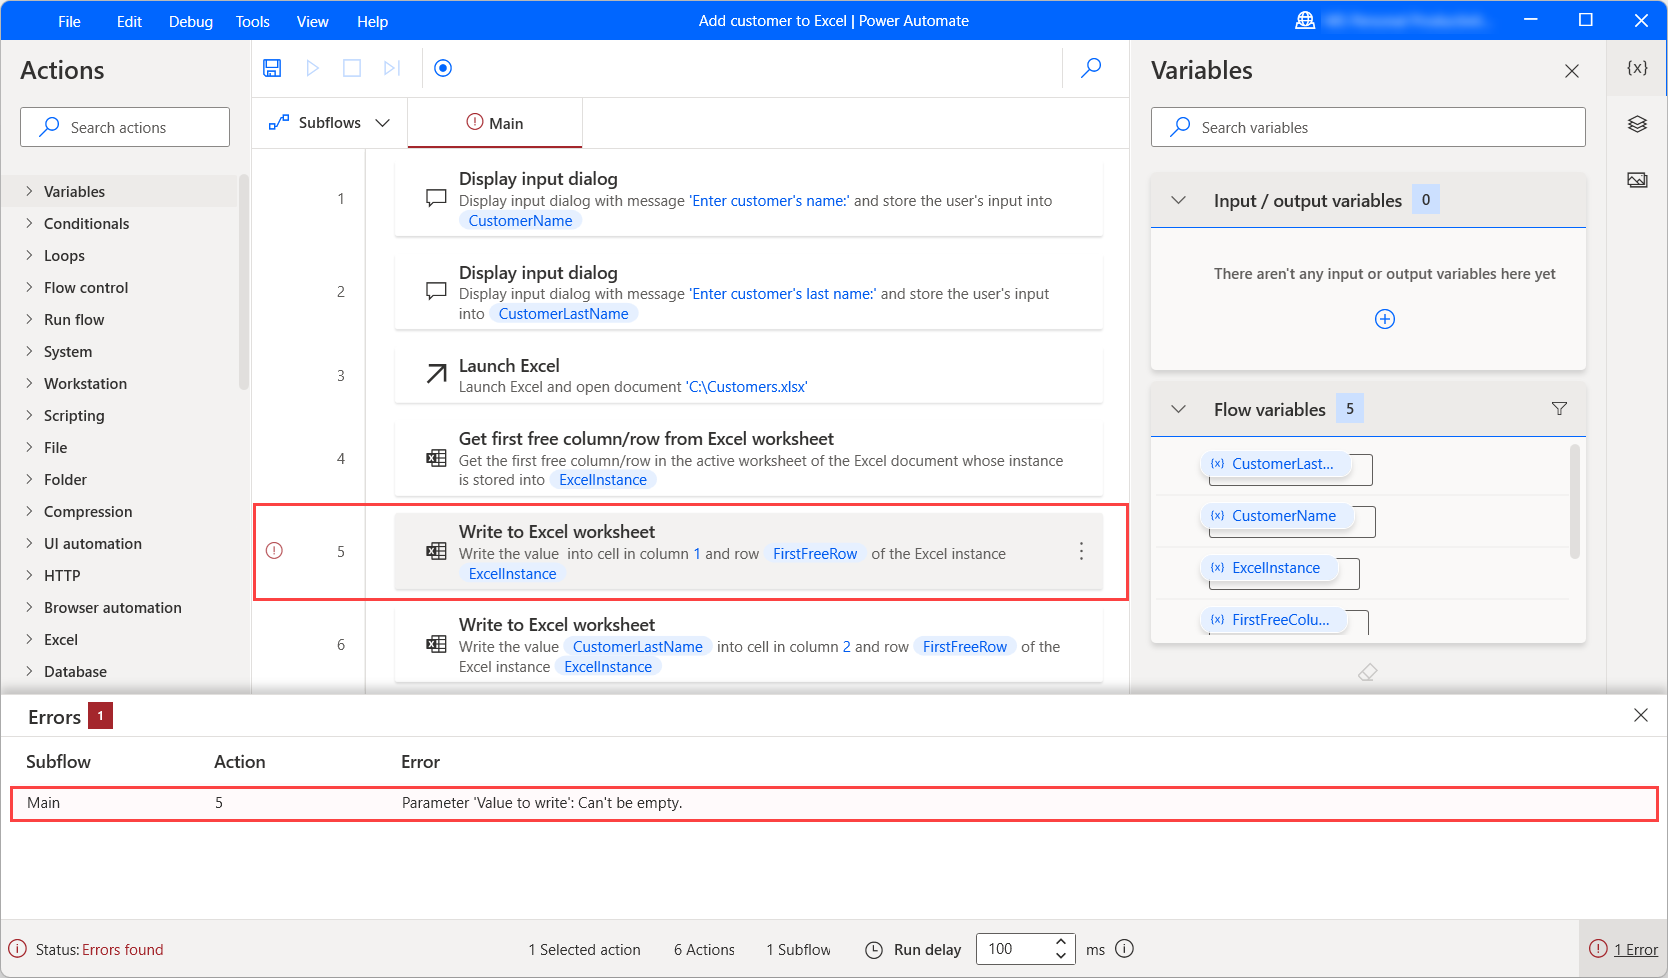 File Edit Debug Tools View Help Add customer to Excel | Power Automate
Actions
Search actions
Variables
Conditionals
Loops
Flow control
Run flow
System
Workstation
Scripting
File
Folder
Compression
UI automation
HTTP
Browser automation
Excel
Database
Subflows Main
1
Display input dialog
Display input dialog with message 'Enter customer's name:' and store the user's input into
CustomerName
2
Display input dialog
Display input dialog with message 'Enter customer's last name:' and store the user's input
into CustomerLastName
3
Launch Excel
Launch Excel and open document 'C:\Customers.xlsx'
4
Get first free column/row from Excel worksheet
Get the first free column/row in the active worksheet of the Excel document whose instance
is stored into ExcelInstance
5
Write to Excel worksheet
Write the value into cell in column 1 and row FirstFreeRow of the Excel instance
ExcelInstance
6
Write to Excel worksheet
Write the value CustomerLastName into cell in column 2 and row FirstFreeRow of the
Excel instance ExcelInstance
Variables
{x}
Search variables
Input / output variables 0
There aren't any input or output variables here yet
Flow variables 5
{x} CustomerLast...
{x} CustomerName
{x} ExcelInstance
{x} FirstFreeColu...
Errors 1
Subflow Action Error
Main 5 Parameter 'Value to write': Can't be empty.
Status: Errors found 1 Selected action 6 Actions 1 Subflow Run delay 100 ms 1 Error